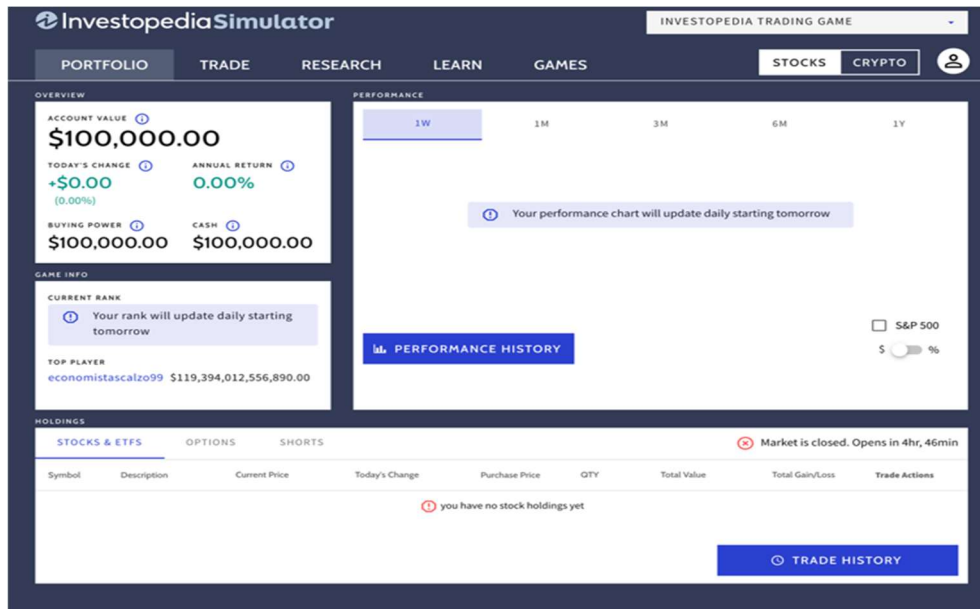 InvestopediaSimulator
INVESTOPEDIA TRADING GAME
PORTFOLIO TRADE RESEARCH LEARN GAMES STOCKS CRYPTO
OVERVIEW
ACCOUNT VALUE
$100,000.00
TODAY'S CHANGE ANNUAL RETURN
+$0.00 0.00%
(0.00%)
BUYING POWER CASH
$100,000.00 $100,000.00
GAME INFO
CURRENT RANK
Your rank will update daily starting
tomorrow
TOP PLAYER
economistascalzo99 $119,394,012,556,890.00
PERFORMANCE
1W 1M 3M 6M 1Y
Your performance chart will update daily starting tomorrow
S&P 500
PERFORMANCE HISTORY
$ %
HOLDINGS
STOCKS & ETFS OPTIONS SHORTS Market is closed. Opens in 4hr, 46min
Symbol Description Current Price Today's Change Purchase Price QTY Total Value Total Gain/Loss Trade Actions
you have no stock holdings yet
TRADE HISTORY